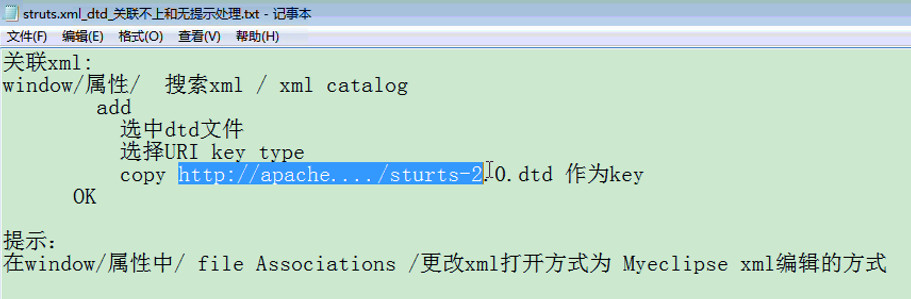 struts.xml_dtd_关联不上和无提示处理.txt - 记事本
文件(F) 编辑(E) 格式(O) 查看(V) 帮助(H)
关联xml:
window/属性/ 搜索xml / xml catalog
add
选中dtd文件
选择URI key type
copy http://apache..../sturts-2.0.dtd 作为key
OK
提示:
在window/属性中/ file Associations /更改xml打开方式为 Myeclipse xml编辑的方式